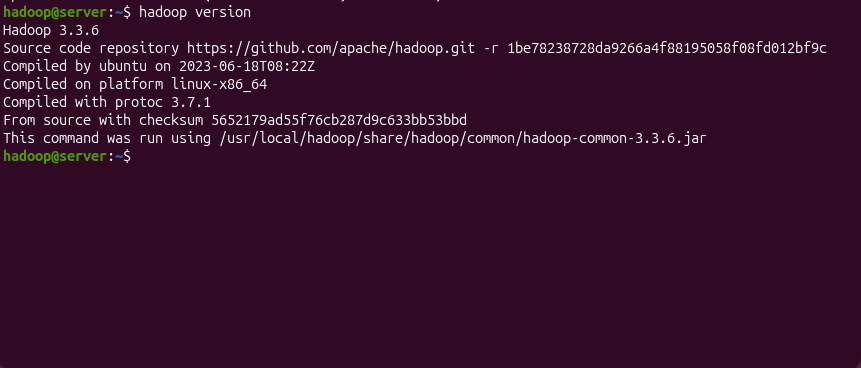 hadoop@server:~$ hadoop version
Hadoop 3.3.6
Source code repository https://github.com/apache/hadoop.git -r 1be78238728da9266a4f88195058f08fd012bf9c
Compiled by ubuntu on 2023-06-18T08:22Z
Compiled on platform linux-x86_64
Compiled with protoc 3.7.1
From source with checksum 5652179ad55f76cb287d9c633bb53bbd
This command was run using /usr/local/hadoop/share/hadoop/common/hadoop-common-3.3.6.jar
hadoop@server:~$